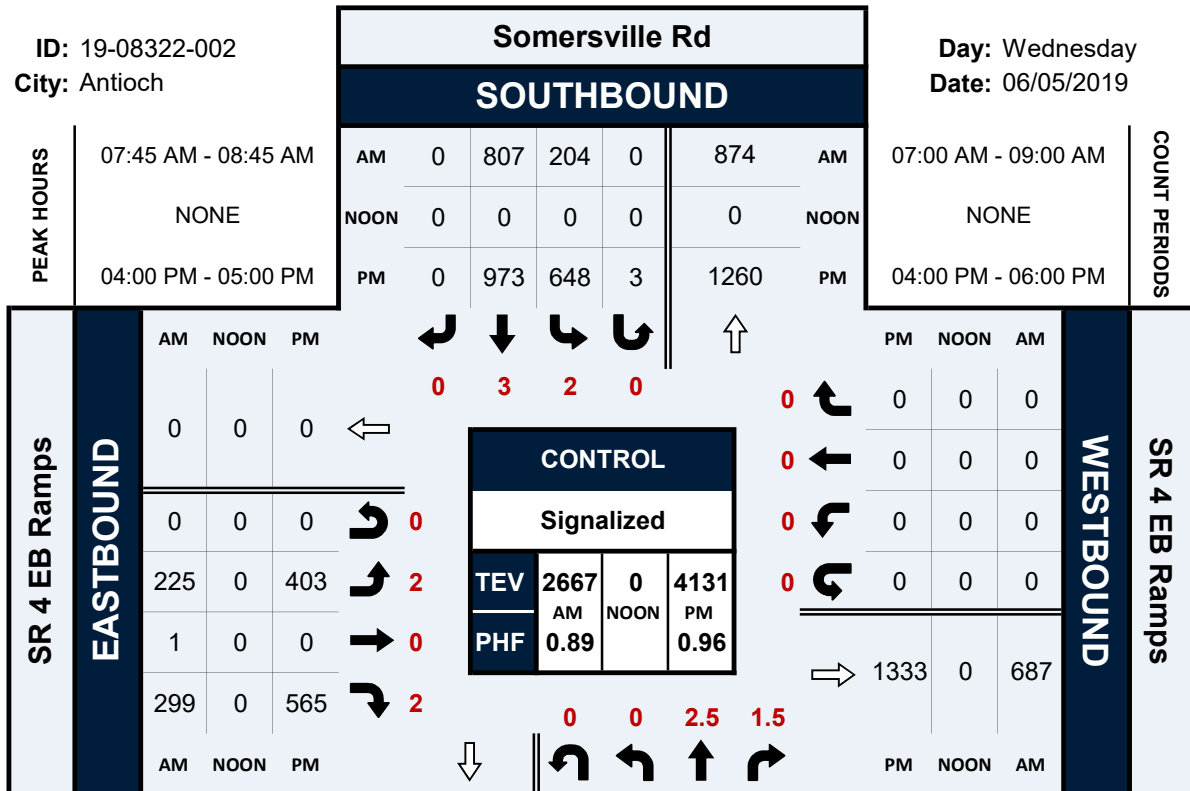 ID: 19-08322-002
City: Antioch
Somersville Rd
SOUTHBOUND
Day: Wednesday
Date: 06/05/2019
PEAK HOURS
07:45 AM - 08:45 AM
NONE
04:00 PM - 05:00 PM
AM 0 807 204 0 874 AM
NOON 0 0 0 0 0 NOON
PM 0 973 648 3 1260 PM
07:00 AM - 09:00 AM
NONE
04:00 PM - 06:00 PM
COUNT PERIODS
0 3 2 0
SR 4 EB Ramps
EASTBOUND
AM NOON PM
0 0 0
0 0 0 0
225 0 403 2
1 0 0 0
299 0 565 2
AM NOON PM
CONTROL
Signalized
TEV 2667 0 4131
AM NOON PM
PHF 0.89 0.96
PM NOON AM
0 0 0 0
0 0 0 0
0 0 0 0
0 0 0 0
1333 0 687
PM NOON AM
WESTBOUND
SR 4 EB Ramps
0 0 2.5 1.5